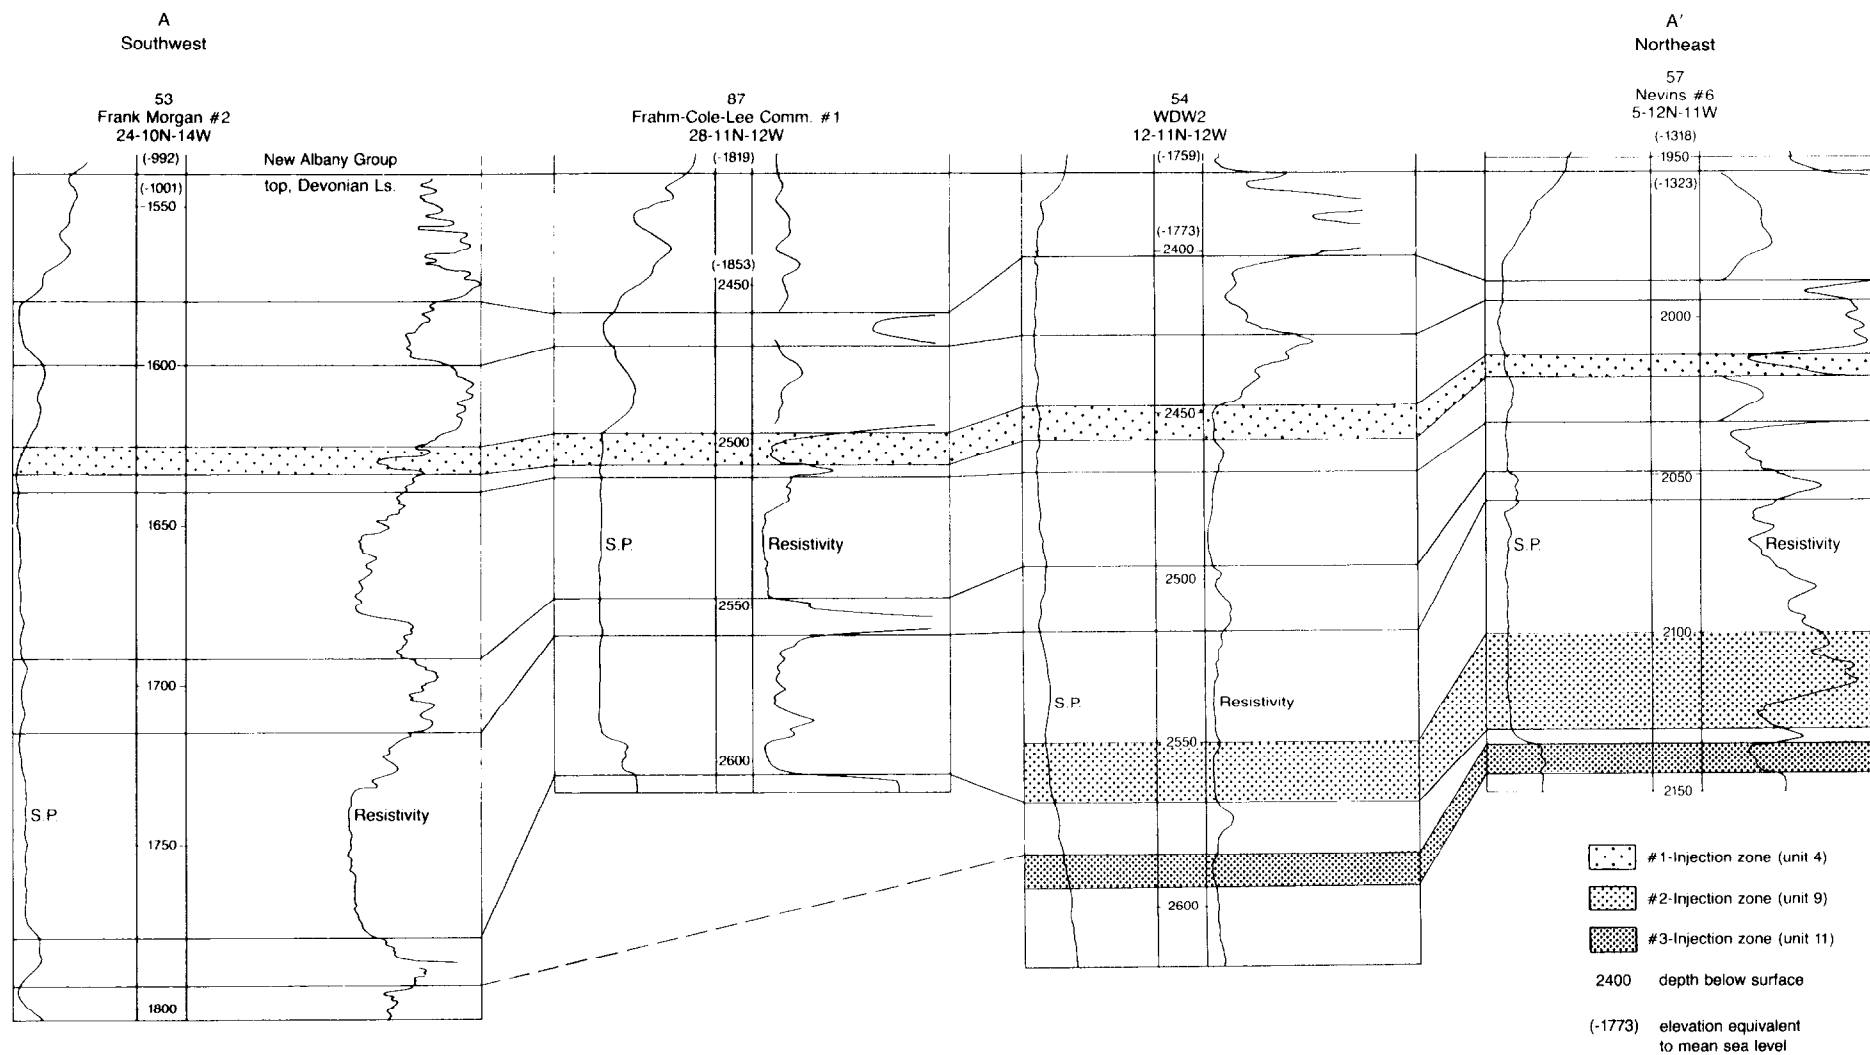 A
Southwest
A′
Northeast
53
Frank Morgan #2
24-10N-14W
87
Frahm-Cole-Lee Comm. #1
28-11N-12W
54
WDW2
12-11N-12W
57
Nevins #6
5-12N-11W
(-992)
New Albany Group
(-1001)
top, Devonian Ls.
1550
1600
1650
1700
1750
1800
S.P.
Resistivity
(-1819)
(-1853)
2450
2500
2550
2600
S.P.
Resistivity
(-1759)
(-1773)
2400
2450
2500
2550
2600
S.P.
Resistivity
(-1318)
1950
(-1323)
2000
2050
2100
2150
S.P.
Resistivity
#1-Injection zone (unit 4)
#2-Injection zone (unit 9)
#3-Injection zone (unit 11)
2400 depth below surface
(-1773) elevation equivalent
to mean sea level